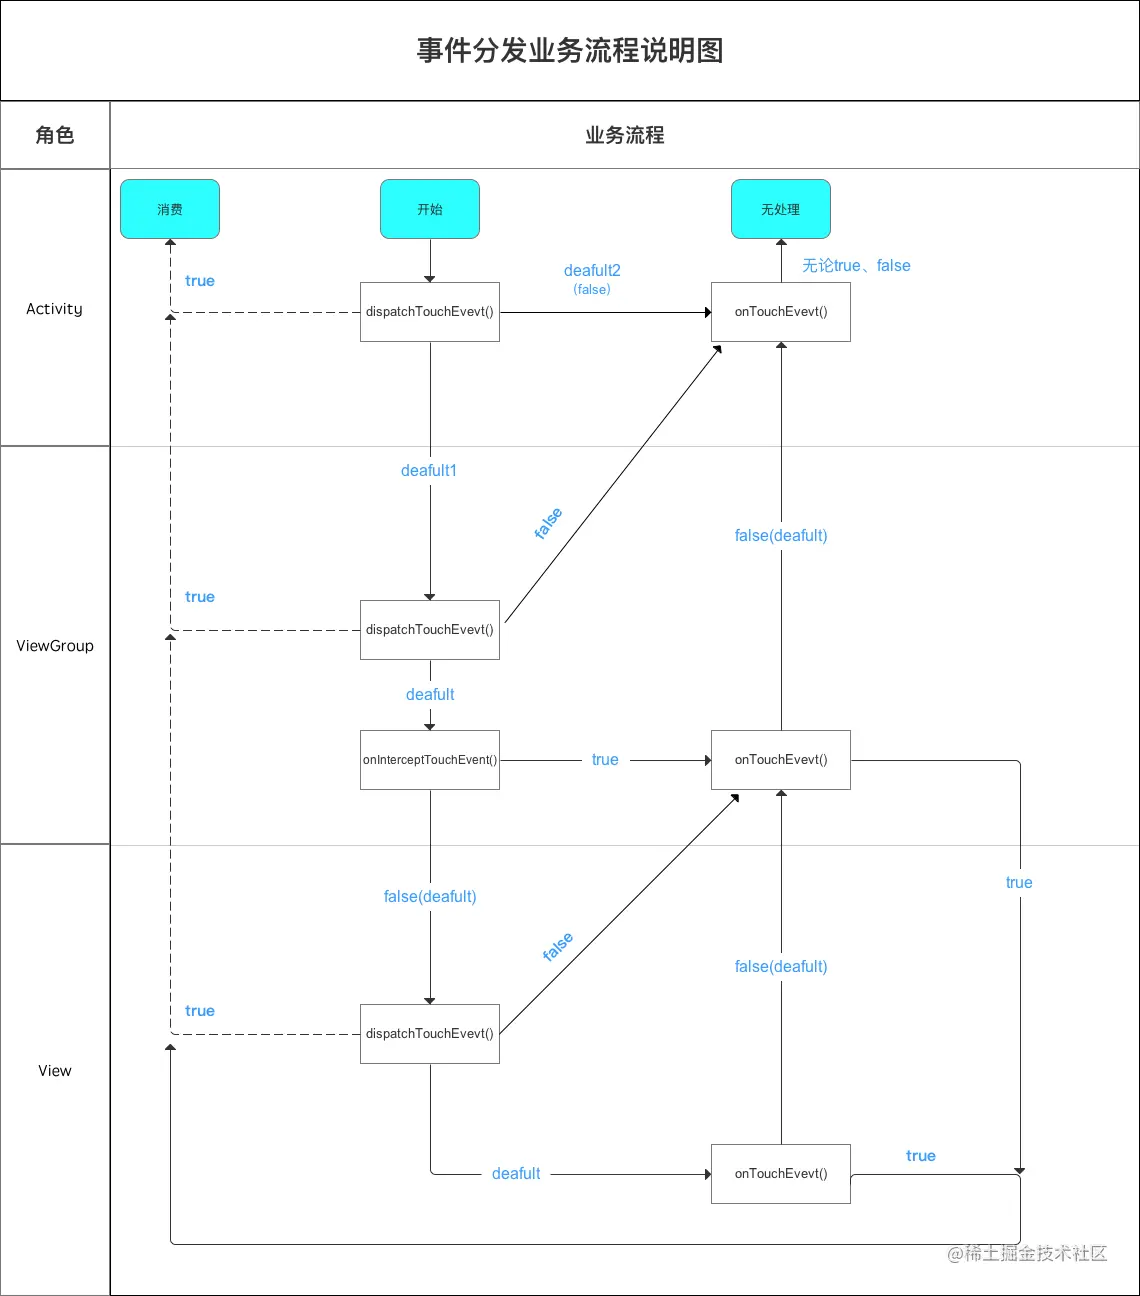 事件分发业务流程说明图
角色
业务流程
消费
开始
无处理
true
deafult2
（false）
无论true、false
Activity
dispatchTouchEvevt()
onTouchEvevt()
deafult1
false
false(deafult)
true
dispatchTouchEvevt()
ViewGroup
deafult
onInterceptTouchEvent()
true
onTouchEvevt()
true
false(deafult)
false
false(deafult)
true
dispatchTouchEvevt()
View
deafult
onTouchEvevt()
true
@稀土掘金技术社区